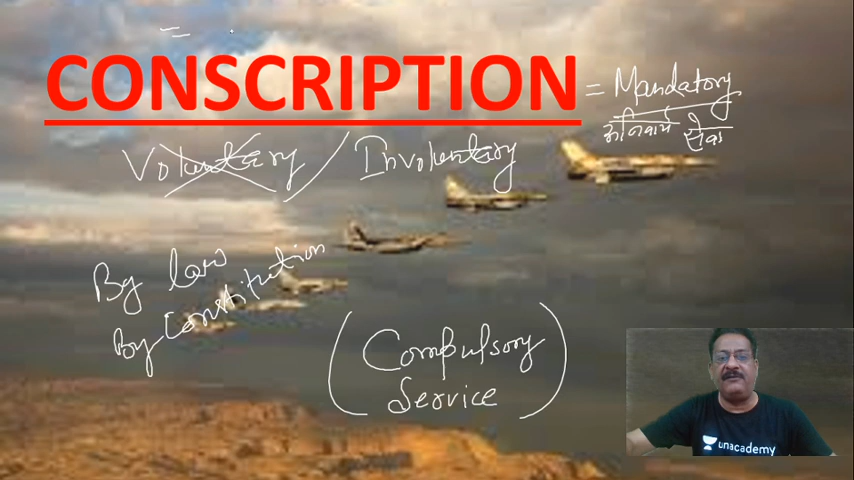 CONSCRIPTION = Mandatory
अनिवार्य सेवा
Voluntary / Involuntary
By law
By Constitution
(Compulsory
Service)
unacademy